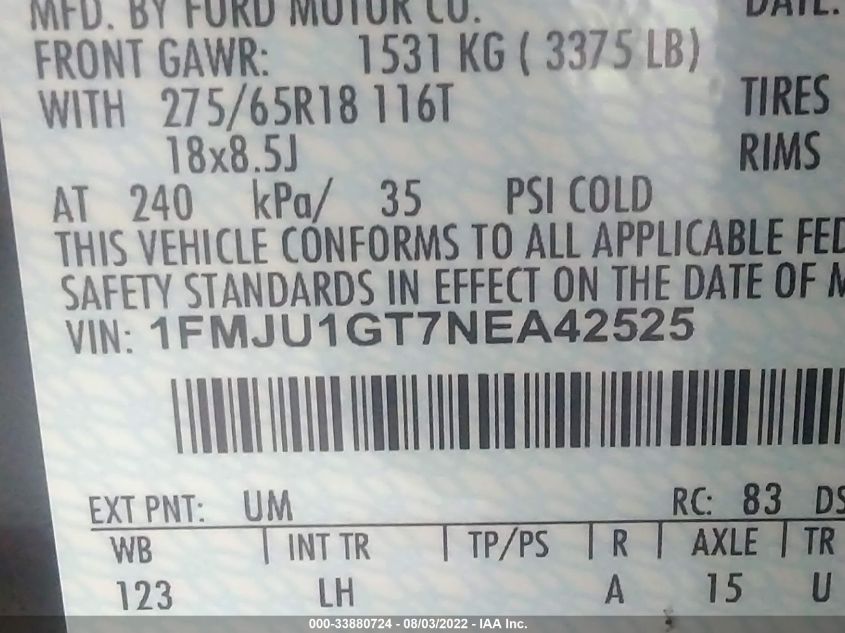 MFD. BY FORD MOTOR CO. DATE:
FRONT GAWR: 1531 KG ( 3375 LB)
WITH 275/65R18 116T TIRES
18x8.5J RIMS
AT 240 kPa/ 35 PSI COLD
THIS VEHICLE CONFORMS TO ALL APPLICABLE FED
SAFETY STANDARDS IN EFFECT ON THE DATE OF M
VIN: 1FMJU1GT7NEA42525
EXT PNT: UM RC: 83 DS
WB INT TR TP/PS R AXLE TR
123 LH A 15 U
000-33880724 - 08/03/2022 - IAA Inc.